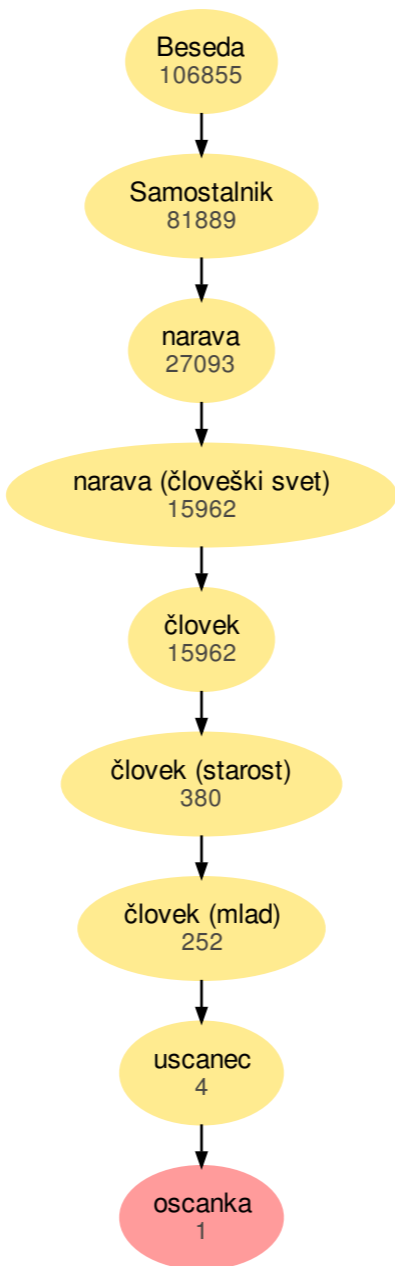 Beseda
106855
Samostalnik
81889
narava
27093
narava (človeški svet)
15962
človek
15962
človek (starost)
380
človek (mlad)
252
uscanec
4
oscanka
1